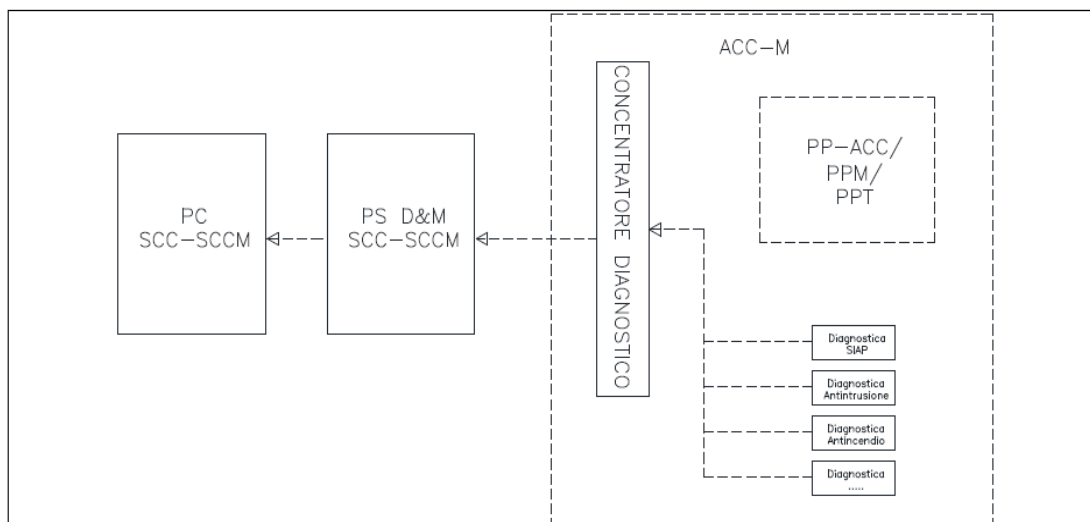 ACC-M
CONCENTRATORE DIAGNOSTICO
PP-ACC/
PPM/
PPT
PC
SCC-SCCM
PS D&M
SCC-SCCM
Diagnostica
SIAP
Diagnostica
Antintrusione
Diagnostica
Antincendio
Diagnostica
.....